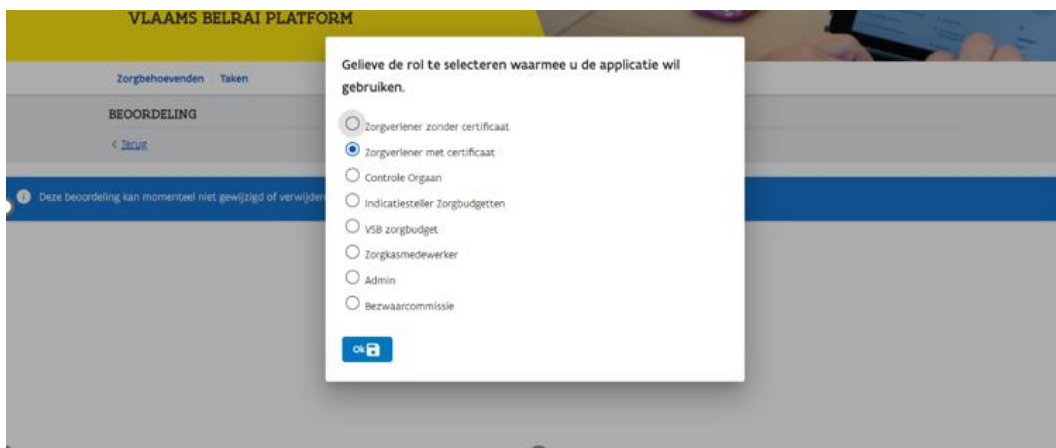 VLAAMS BELRAI PLATFORM
Zorgbehoevenden Taken
BEOORDELING
< Terug
Deze beoordeling kan momenteel niet gewijzigd of verwijder
Gelieve de rol te selecteren waarmee u de applicatie wil
gebruiken.
Zorgverlener zonder certificaat
Zorgverlener met certificaat
Controle Orgaan
Indicatiesteller Zorgbudgetten
VSB zorgbudget
Zorgkasmedewerker
Admin
Bezwaarcommissie
Ok